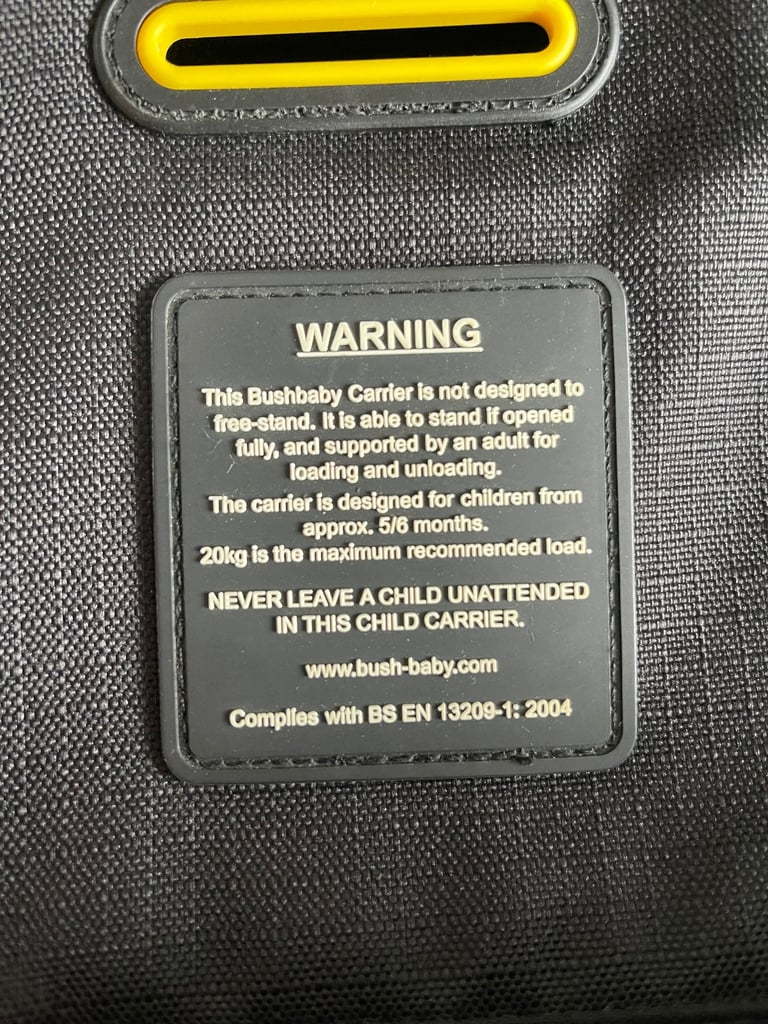 WARNING
This Bushbaby Carrier is not designed to
free-stand. It is able to stand if opened
fully, and supported by an adult for
loading and unloading.
The carrier is designed for children from
approx. 5/6 months.
20kg is the maximum recommended load.
NEVER LEAVE A CHILD UNATTENDED
IN THIS CHILD CARRIER.
www.bush-baby.com
Complies with BS EN 13209-1: 2004